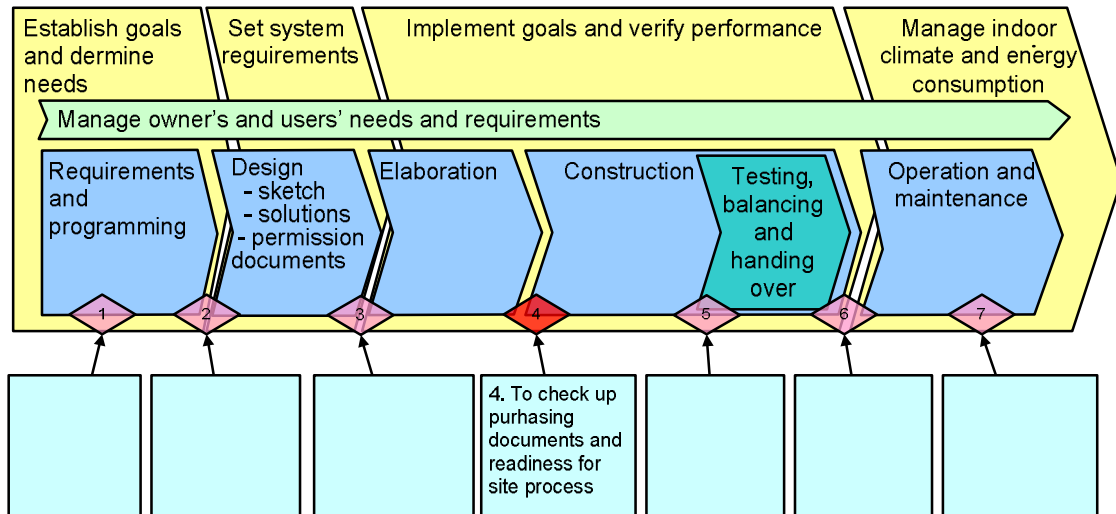 Establish goals
and dermine
needs
Set system
reguirements
Implement goals and verify performance
Manage indoor
climate and energy
consumption
Manage owner's and users' needs and requirements
Requirements
and
programming
Design
- sketch
- solutions
- permission
documents
Elaboration
Construction
Testing,
balancing
and
handing
over
Operation and
maintenance
1
2
3
4
5
6
7
4. To check up
purhasing
documents and
readiness for
site process